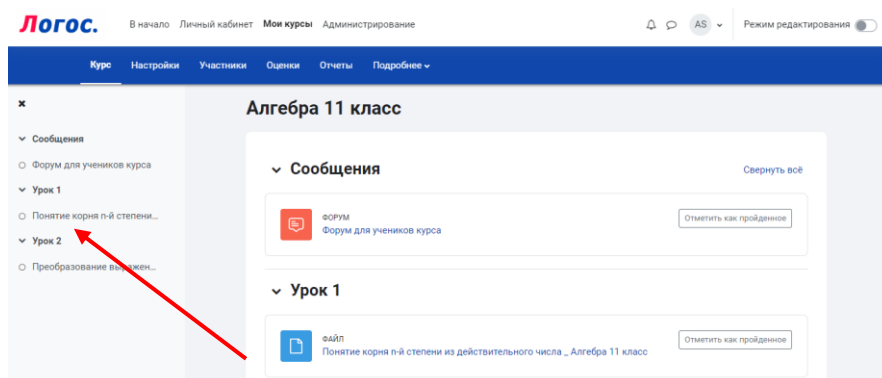 Логос.
В начало Личный кабинет Мои курсы Администрирование
AS
Режим редактирования
Курс Настройки Участники Оценки Отчеты Подробнее
Алгебра 11 класс
Сообщения
Форум для учеников курса
Урок 1
Понятие корня n-й степени...
Урок 2
Преобразование выражен...
Сообщения
Свернуть всё
ФОРУМ
Форум для учеников курса
Отметить как пройденное
Урок 1
ФАЙЛ
Понятие корня n-й степени из действительного числа _ Алгебра 11 класс
Отметить как пройденное